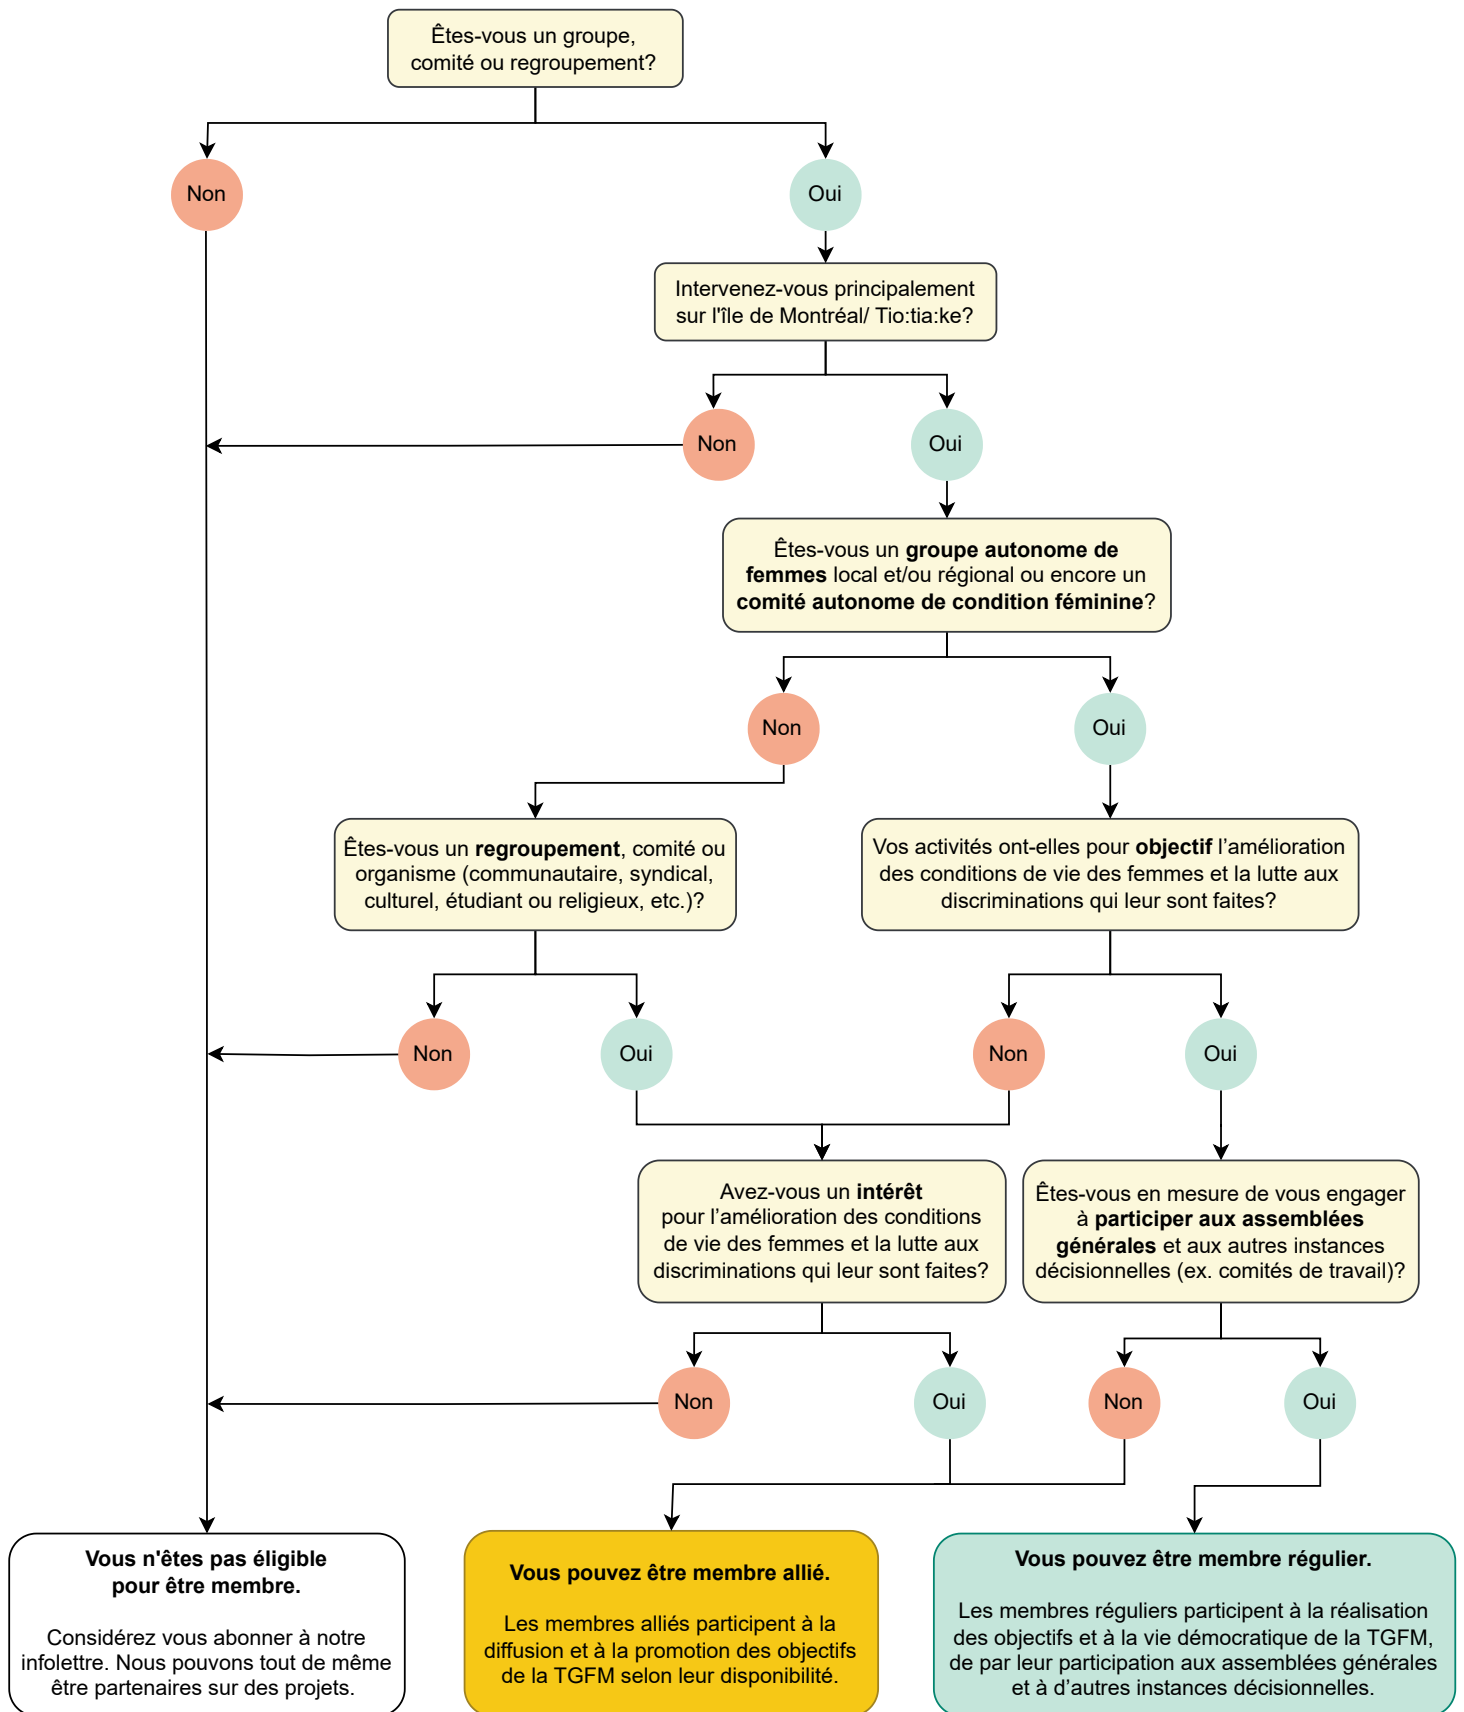 Êtes-vous un groupe,
comité ou regroupement?
Non
Oui
Intervenez-vous principalement
sur l'île de Montréal/ Tio:tia:ke?
Non
Oui
Êtes-vous un groupe autonome de
femmes local et/ou régional ou encore un
comité autonome de condition féminine?
Non
Oui
Êtes-vous un regroupement, comité ou
organisme (communautaire, syndical,
culturel, étudiant ou religieux, etc.)?
Vos activités ont-elles pour objectif l’amélioration
des conditions de vie des femmes et la lutte aux
discriminations qui leur sont faites?
Non
Oui
Non
Oui
Avez-vous un intérêt
pour l’amélioration des conditions
de vie des femmes et la lutte aux
discriminations qui leur sont faites?
Êtes-vous en mesure de vous engager
à participer aux assemblées
générales et aux autres instances
décisionnelles (ex. comités de travail)?
Non
Oui
Non
Oui
Vous n'êtes pas éligible
pour être membre.
Considérez vous abonner à notre
infolettre. Nous pouvons tout de même
être partenaires sur des projets.
Vous pouvez être membre allié.
Les membres alliés participent à la
diffusion et à la promotion des objectifs
de la TGFM selon leur disponibilité.
Vous pouvez être membre régulier.
Les membres réguliers participent à la réalisation
des objectifs et à la vie démocratique de la TGFM,
de par leur participation aux assemblées générales
et à d’autres instances décisionnelles.